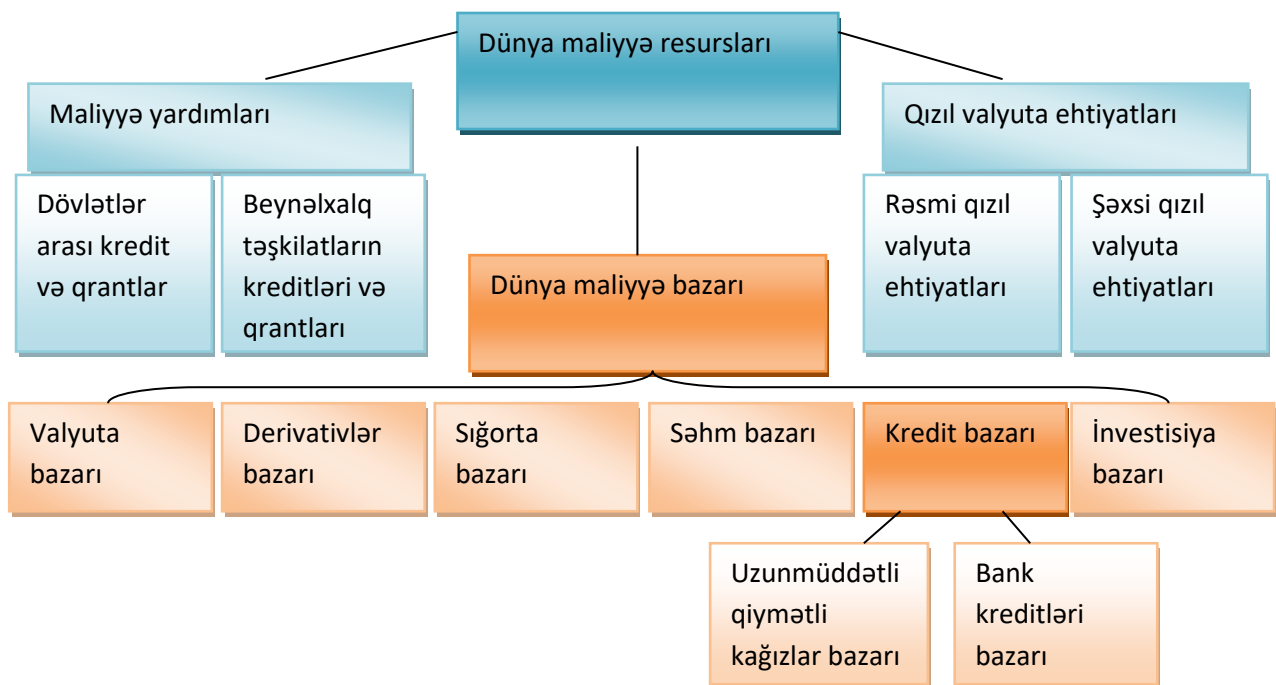 Dünya maliyyə resursları
Maliyyə yardımları
Qızıl valyuta ehtiyatları
Dövlətlər
arası kredit
və qrantlar
Beynəlxalq
təşkilatların
kreditləri və
qrantları
Rəsmi qızıl
valyuta
ehtiyatları
Şəxsi qızıl
valyuta
ehtiyatları
Dünya maliyyə bazarı
Valyuta
bazarı
Derivativlər
bazarı
Sığorta
bazarı
Səhm bazarı
Kredit bazarı
İnvestisiya
bazarı
Uzunmüddətli
qiymətli
kağızlar bazarı
Bank
kreditləri
bazarı